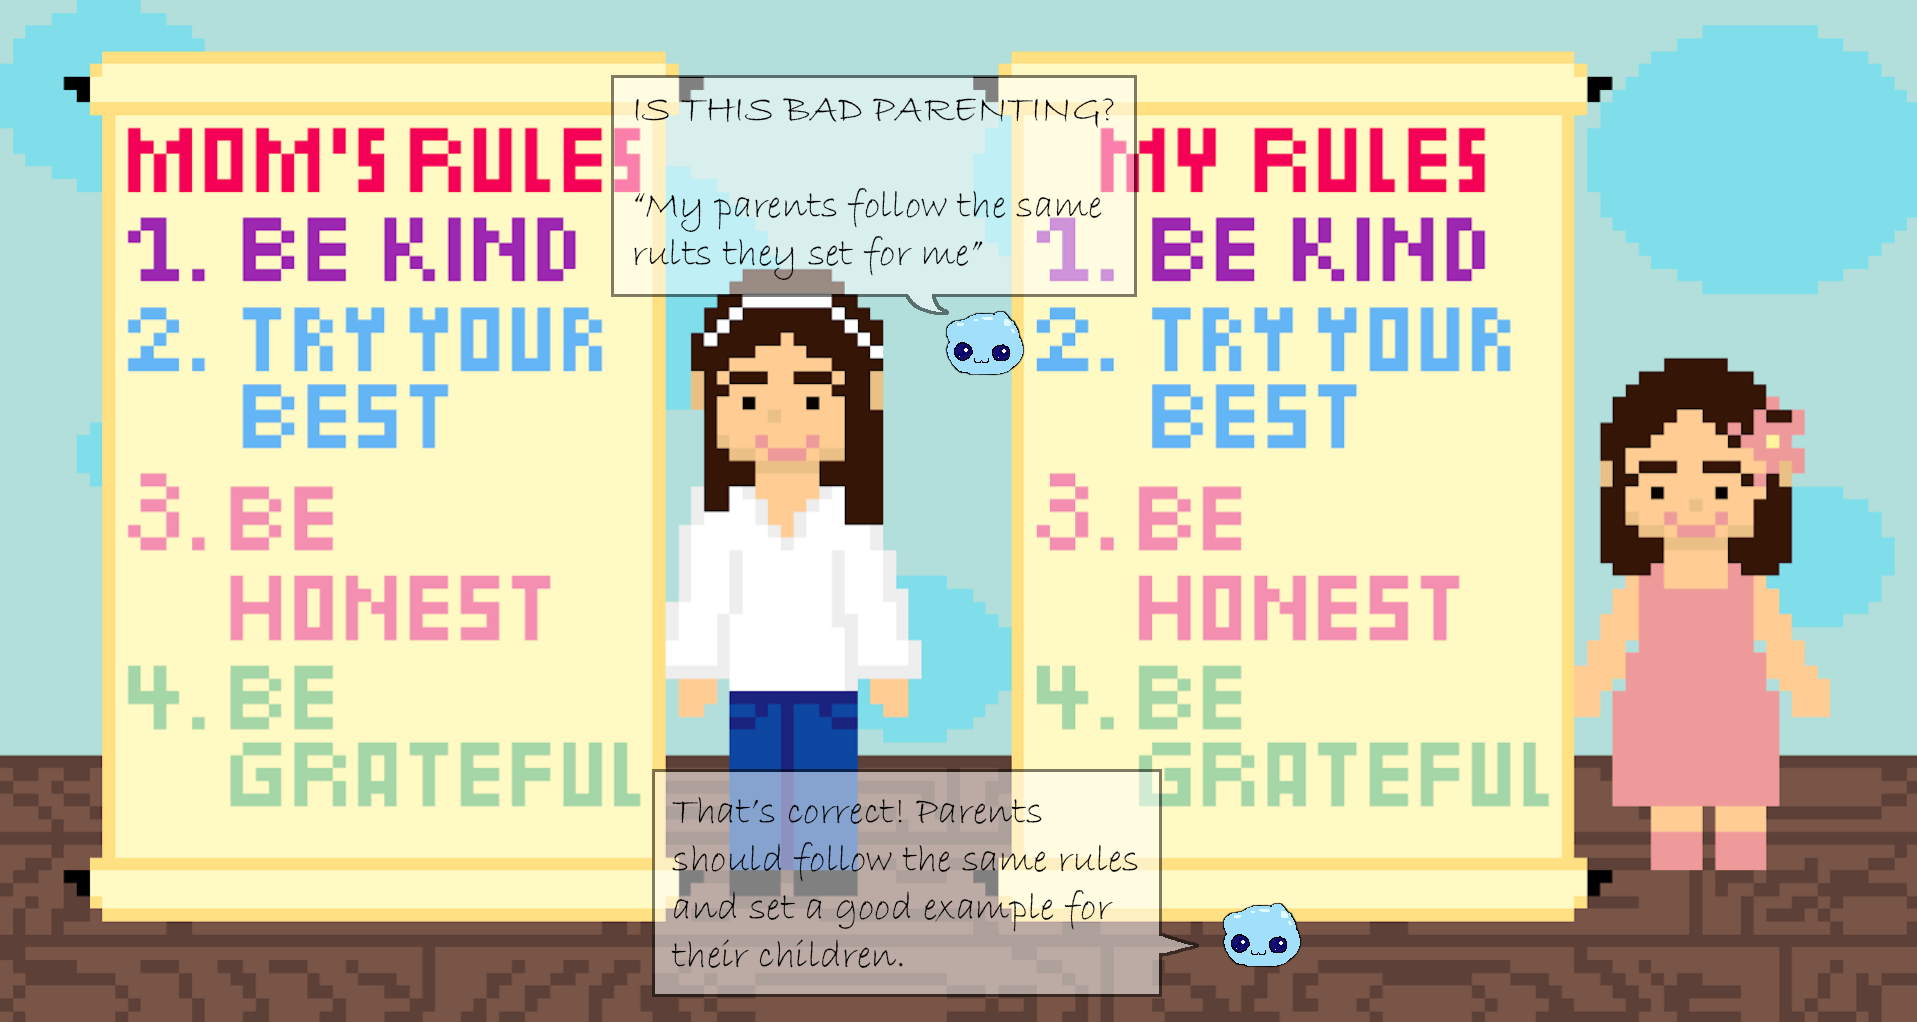 MOM'S RULES
1. BE KIND
2. TRY YOUR
BEST
3. BE
HONEST
4. BE
GRATEFUL
IS THIS BAD PARENTING?
“My parents follow the same
rults they set for me”
MY RULES
1. BE KIND
2. TRY YOUR
BEST
3. BE
HONEST
4. BE
GRATEFUL
That's correct! Parents
should follow the same rules
and set a good example for
their children.